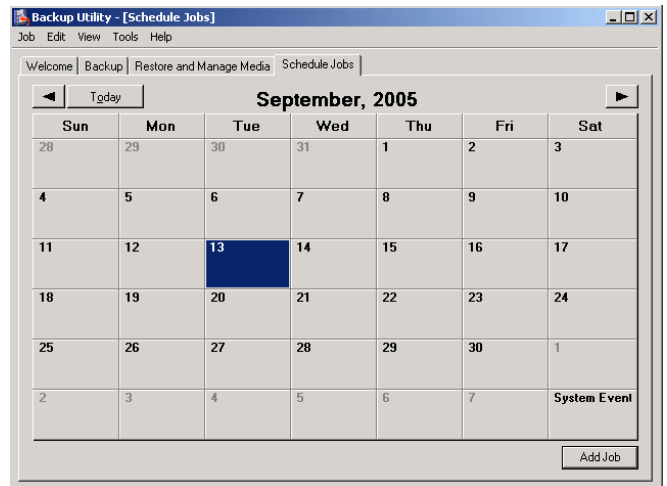 Backup Utility - [Schedule Jobs]
Job Edit View Tools Help
Welcome Backup Restore and Manage Media Schedule Jobs
Today September, 2005
Sun Mon Tue Wed Thu Fri Sat
28 29 30 31 1 2 3
4 5 6 7 8 9 10
11 12 13 14 15 16 17
18 19 20 21 22 23 24
25 26 27 28 29 30 1
2 3 4 5 6 7 System Event
Add Job